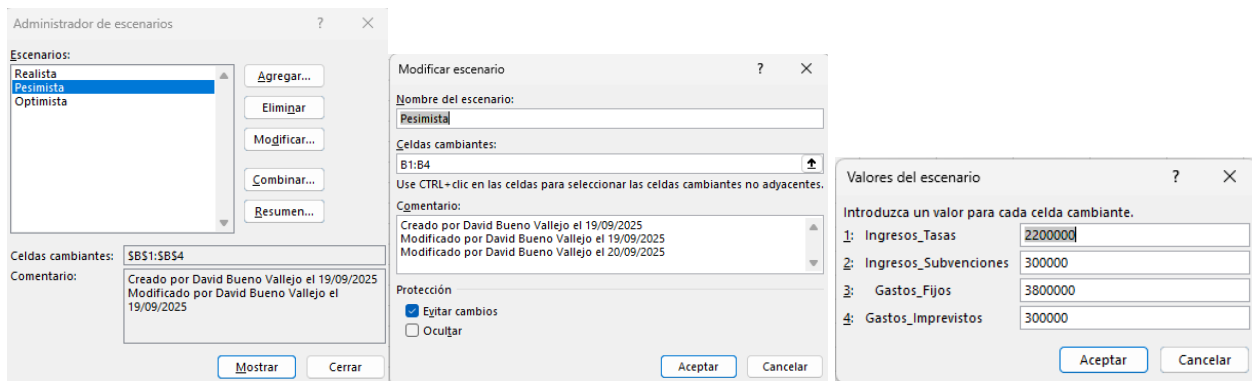 Administrador de escenarios
?
Escenarios:
Realista
Pesimista
Optimista
Agregar...
Eliminar
Modificar...
Combinar...
Resumen...
Celdas cambiantes:
$B$1:$B$4
Comentario:
Creado por David Bueno Vallejo el 19/09/2025
Modificado por David Bueno Vallejo el
19/09/2025
Mostrar
Cerrar
Modificar escenario
?
Nombre del escenario:
Pesimista
Celdas cambiantes:
B1:B4
Use CTRL+clic en las celdas para seleccionar las celdas cambiantes no adyacentes.
Comentario:
Creado por David Bueno Vallejo el 19/09/2025
Modificado por David Bueno Vallejo el 19/09/2025
Modificado por David Bueno Vallejo el 20/09/2025
Protección
Evitar cambios
Ocultar
Aceptar
Cancelar
Valores del escenario
?
Introduzca un valor para cada celda cambiante.
1: Ingresos_Tasas 2200000
2: Ingresos_Subvenciones 300000
3: Gastos_Fijos 3800000
4: Gastos_Imprevistos 300000
Aceptar
Cancelar